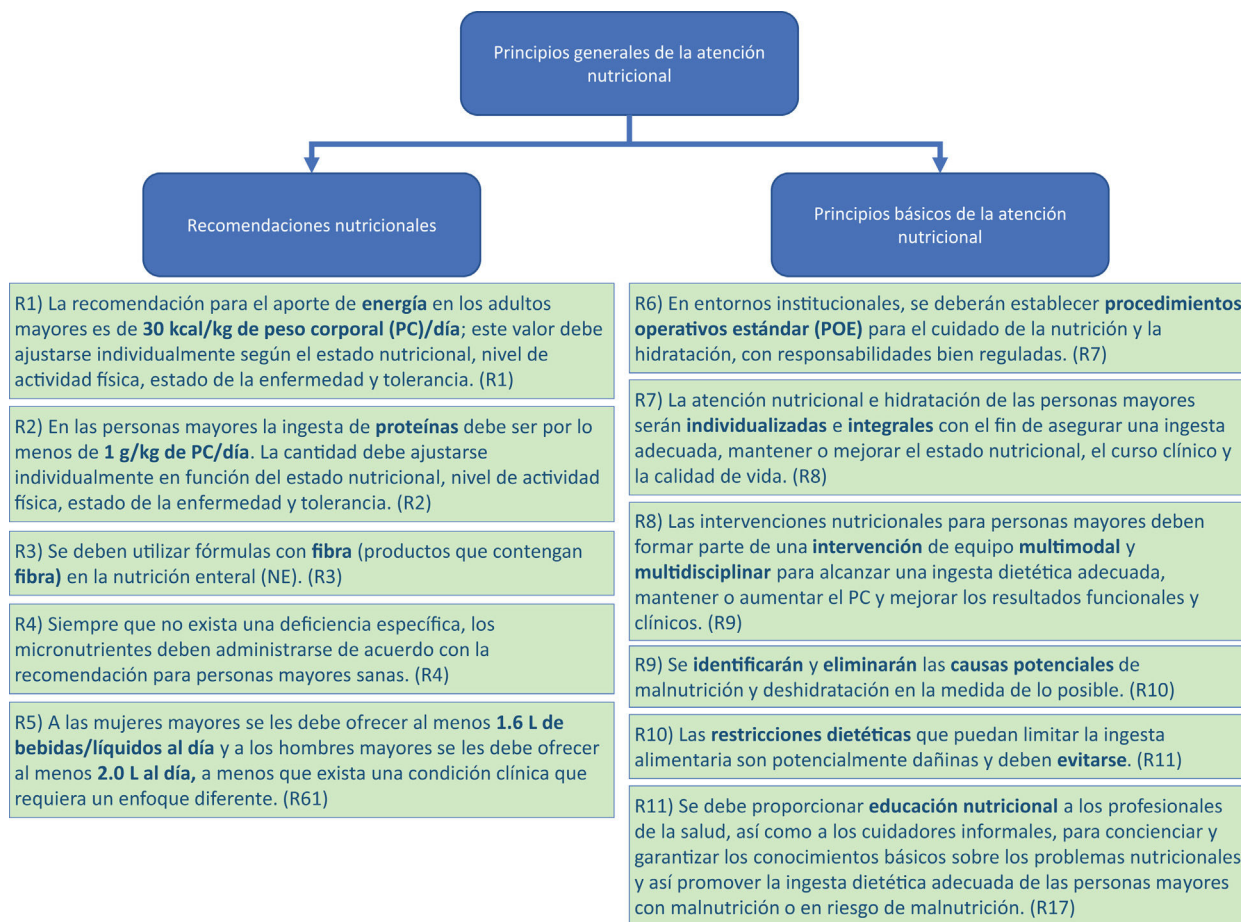 Principios generales de la atención
nutricional
Recomendaciones nutricionales
R1) La recomendación para el aporte de energía en los adultos
mayores es de 30 kcal/kg de peso corporal (PC)/día; este valor debe
ajustarse individualmente según el estado nutricional, nivel de
actividad física, estado de la enfermedad y tolerancia. (R1)
R2) En las personas mayores la ingesta de proteínas debe ser por lo
menos de 1 g/kg de PC/día. La cantidad debe ajustarse
individualmente en función del estado nutricional, nivel de actividad
física, estado de la enfermedad y tolerancia. (R2)
R3) Se deben utilizar fórmulas con fibra (productos que contengan
fibra) en la nutrición enteral (NE). (R3)
R4) Siempre que no exista una deficiencia específica, los
micronutrientes deben administrarse de acuerdo con la
recomendación para personas mayores sanas. (R4)
R5) A las mujeres mayores se les debe ofrecer al menos 1.6 L de
bebidas/líquidos al día y a los hombres mayores se les debe ofrecer
al menos 2.0 L al día, a menos que exista una condición clínica que
requiera un enfoque diferente. (R61)
Principios básicos de la atención
nutricional
R6) En entornos institucionales, se deberán establecer procedimientos
operativos estándar (POE) para el cuidado de la nutrición y la
hidratación, con responsabilidades bien reguladas. (R7)
R7) La atención nutricional e hidratación de las personas mayores
serán individualizadas e integrales con el fin de asegurar una ingesta
adecuada, mantener o mejorar el estado nutricional, el curso clínico y
la calidad de vida. (R8)
R8) Las intervenciones nutricionales para personas mayores deben
formar parte de una intervención de equipo multimodal y
multidisciplinar para alcanzar una ingesta dietética adecuada,
mantener o aumentar el PC y mejorar los resultados funcionales y
clínicos. (R9)
R9) Se identificarán y eliminarán las causas potenciales de
malnutrición y deshidratación en la medida de lo posible. (R10)
R10) Las restricciones dietéticas que puedan limitar la ingesta
alimentaria son potencialmente dañinas y deben evitarse. (R11)
R11) Se debe proporcionar educación nutricional a los profesionales
de la salud, así como a los cuidadores informales, para concienciar y
garantizar los conocimientos básicos sobre los problemas nutricionales
y así promover la ingesta dietética adecuada de las personas mayores
con malnutrición o en riesgo de malnutrición. (R17)